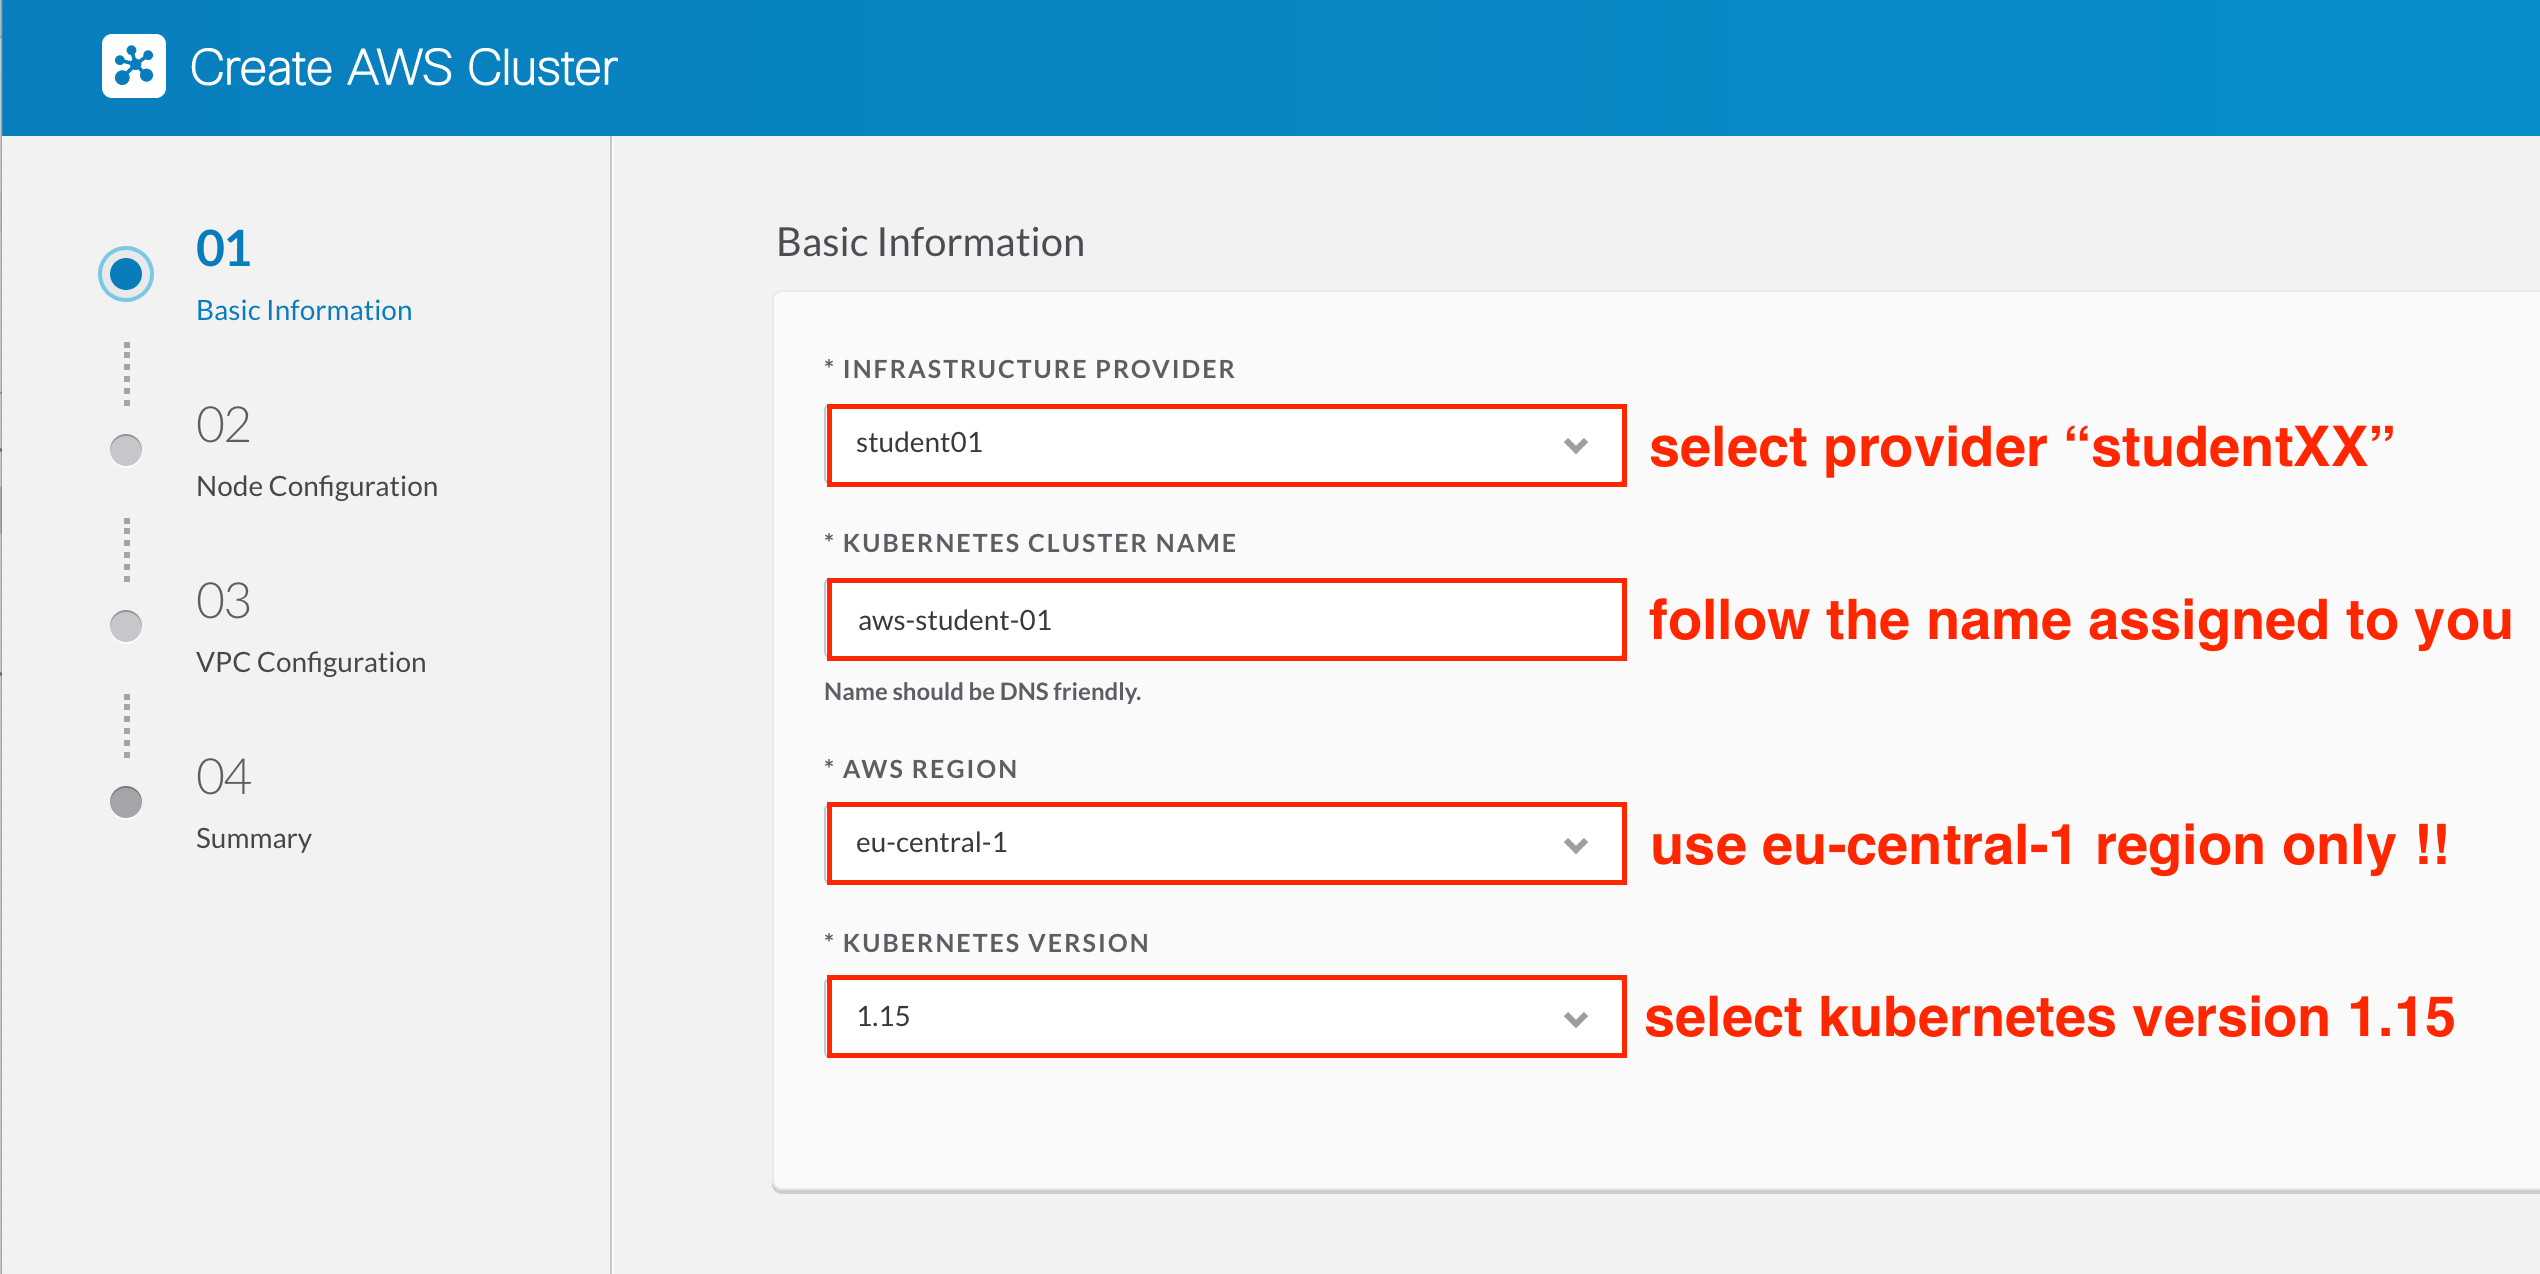 Create AWS Cluster
01
Basic Information
02
Node Configuration
03
VPC Configuration
04
Summary
Basic Information
* INFRASTRUCTURE PROVIDER
student01
select provider “studentXX”
* KUBERNETES CLUSTER NAME
aws-student-01
follow the name assigned to you
Name should be DNS friendly.
* AWS REGION
eu-central-1
use eu-central-1 region only !!
* KUBERNETES VERSION
1.15
select kubernetes version 1.15